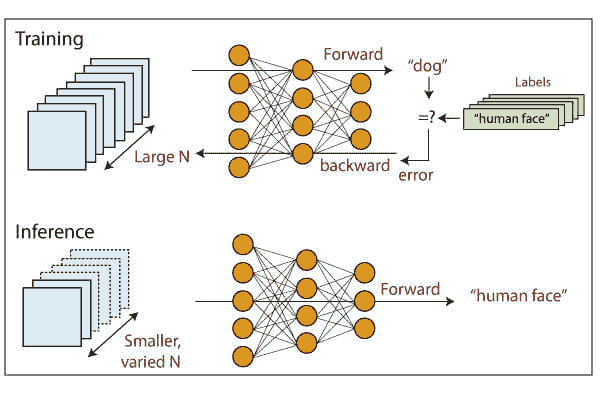 Training
Forward
"dog"
Labels
=?
"human face"
Large N
backward
error
Inference
Forward
"human face"
Smaller,
varied N